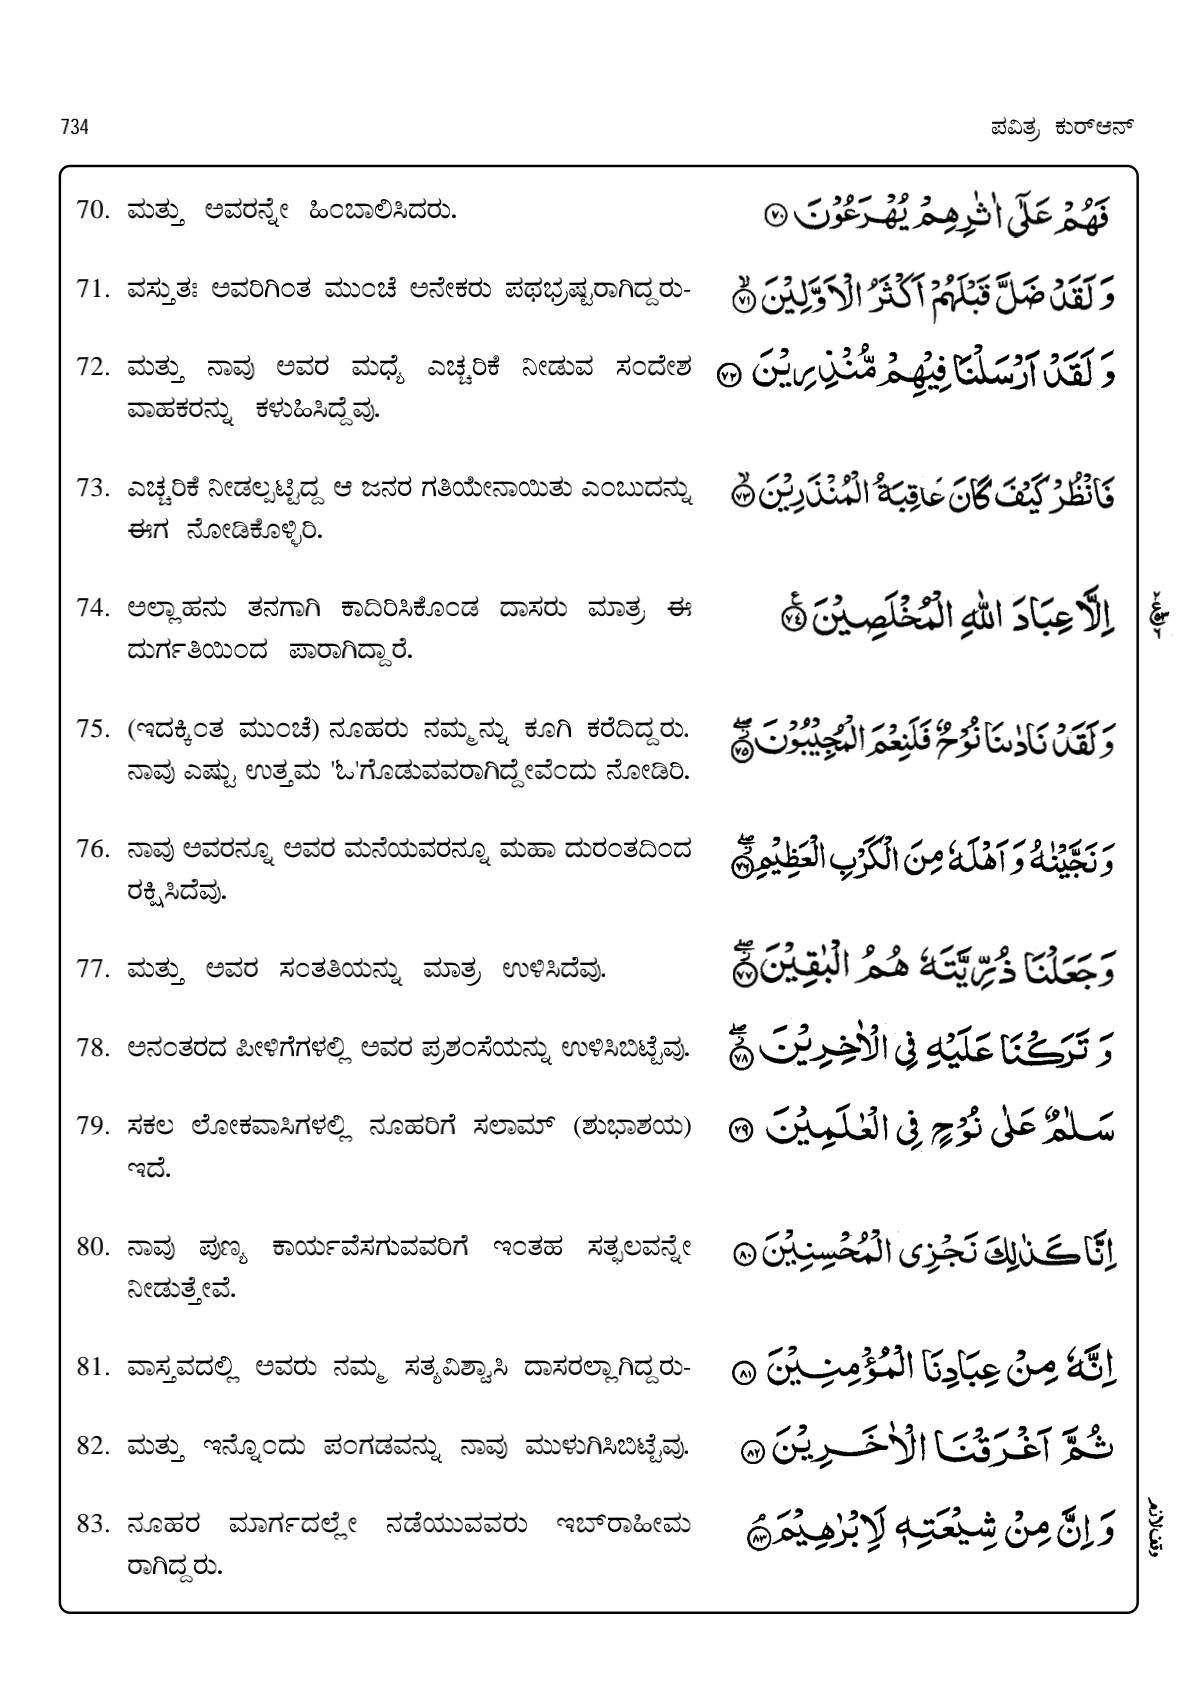 734
ಪವಿತ್ರ ಕುರ್‌ಆನ್
70. ಮತ್ತು ಅವರನ್ನೇ ಹಿಂಬಾಲಿಸಿದರು.
فَهُمْ عَلٰٓى اٰثٰرِهِمْ يُهْرَعُوْنَ ﴿٧٠﴾
71. ವಸ್ತುತಃ ಅವರಿಗಿಂತ ಮುಂಚೆ ಅನೇಕರು ಪಥಭ್ರಷ್ಟರಾಗಿದ್ದರು-
وَلَقَدْ ضَلَّ قَبْلَهُمْ اَكْثَرُ الْاَوَّلِيْنَ ۙ﴿٧١﴾
72. ಮತ್ತು ನಾವು ಅವರ ಮಧ್ಯೆ ಎಚ್ಚರಿಕೆ ನೀಡುವ ಸಂದೇಶ
ವಾಹಕರನ್ನು ಕಳುಹಿಸಿದ್ದೆವು.
وَلَقَدْ اَرْسَلْنَا فِيْهِمْ مُّنْذِرِيْنَ ﴿٧٢﴾
73. ಎಚ್ಚರಿಕೆ ನೀಡಲ್ಪಟ್ಟಿದ್ದ ಆ ಜನರ ಗತಿಯೇನಾಯಿತು ಎಂಬುದನ್ನು
ಈಗ ನೋಡಿಕೊಳ್ಳಿರಿ.
فَانْظُرْ كَيْفَ كَانَ عَاقِبَةُ الْمُنْذَرِيْنَ ۙ﴿٧٣﴾
74. ಅಲ್ಲಾಹನು ತನಗಾಗಿ ಕಾದಿರಿಸಿಕೊಂಡ ದಾಸರು ಮಾತ್ರ ಈ
ದುರ್ಗತಿಯಿಂದ ಪಾರಾಗಿದ್ದಾರೆ.
اِلَّا عِبَادَ اللّٰهِ الْمُخْلَصِيْنَ ﴿٧٤﴾
ع
75. (ಇದಕ್ಕಿಂತ ಮುಂಚೆ) ನೂಹರು ನಮ್ಮನ್ನು ಕೂಗಿ ಕರೆದಿದ್ದರು.
ನಾವು ಎಷ್ಟು ಉತ್ತಮ 'ಓ'ಗೊಡುವವರಾಗಿದ್ದೇವೆಂದು ನೋಡಿರಿ.
وَلَقَدْ نَادٰىنَا نُوْحٌ فَلَنِعْمَ الْمُجِيْبُوْنَ ۖ﴿٧٥﴾
76. ನಾವು ಅವರನ್ನೂ ಅವರ ಮನೆಯವರನ್ನೂ ಮಹಾ ದುರಂತದಿಂದ
ರಕ್ಷಿಸಿದೆವು.
وَنَجَّيْنٰهُ وَاَهْلَهٗ مِنَ الْكَرْبِ الْعَظِيْمِ ۖ﴿٧٦﴾
77. ಮತ್ತು ಅವರ ಸಂತತಿಯನ್ನು ಮಾತ್ರ ಉಳಿಸಿದೆವು.
وَجَعَلْنَا ذُرِّيَّتَهٗ هُمُ الْبٰقِيْنَ ۖ﴿٧٧﴾
78. ಅನಂತರದ ಪೀಳಿಗೆಗಳಲ್ಲಿ ಅವರ ಪ್ರಶಂಸೆಯನ್ನು ಉಳಿಸಿಬಿಟ್ಟೆವು.
وَتَرَكْنَا عَلَيْهِ فِى الْاٰخِرِيْنَ ۖ﴿٧٨﴾
79. ಸಕಲ ಲೋಕವಾಸಿಗಳಲ್ಲಿ ನೂಹರಿಗೆ ಸಲಾಮ್ (ಶುಭಾಶಯ)
ಇದೆ.
سَلٰمٌ عَلٰى نُوْحٍ فِى الْعٰلَمِيْنَ ﴿٧٩﴾
80. ನಾವು ಪುಣ್ಯ ಕಾರ್ಯವೆಸಗುವವರಿಗೆ ಇಂತಹ ಸತ್ಫಲವನ್ನೇ
ನೀಡುತ್ತೇವೆ.
اِنَّا كَذٰلِكَ نَجْزِى الْمُحْسِنِيْنَ ﴿٨٠﴾
81. ವಾಸ್ತವದಲ್ಲಿ ಅವರು ನಮ್ಮ ಸತ್ಯವಿಶ್ವಾಸಿ ದಾಸರಲ್ಲಾಗಿದ್ದರು-
اِنَّهٗ مِنْ عِبَادِنَا الْمُؤْمِنِيْنَ ﴿٨١﴾
82. ಮತ್ತು ಇನ್ನೊಂದು ಪಂಗಡವನ್ನು ನಾವು ಮುಳುಗಿಸಿಬಿಟ್ಟೆವು.
ثُمَّ اَغْرَقْنَا الْاٰخَرِيْنَ ﴿٨٢﴾
83. ನೂಹರ ಮಾರ್ಗದಲ್ಲೇ ನಡೆಯುವವರು ಇಬ್‌ರಾಹೀಮ
ರಾಗಿದ್ದರು.
وَاِنَّ مِنْ شِيْعَتِهٖ لَاِبْرٰهِيْمَ ۘ﴿٨٣﴾
وقف لازم